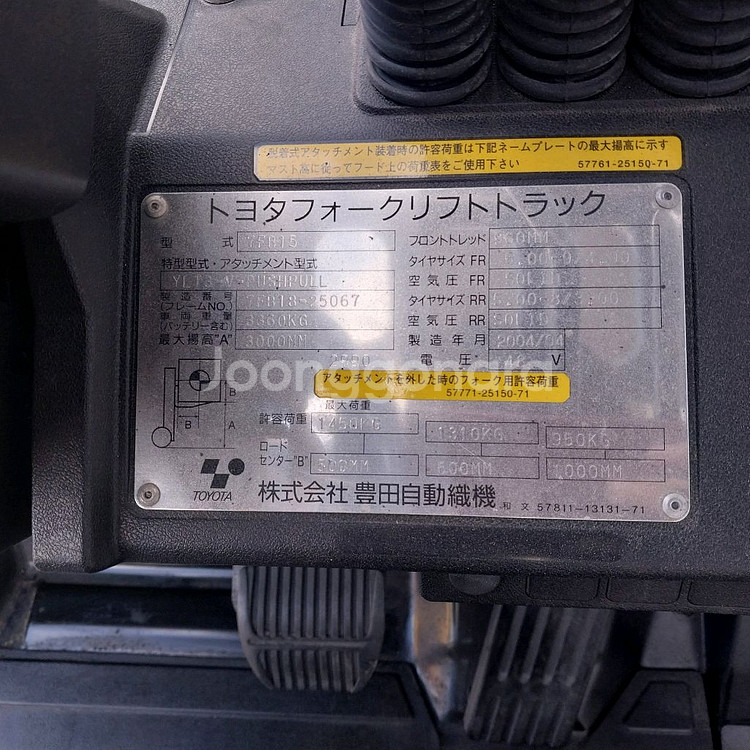 型着式アタッチメント装着時の許容荷重は下記ネームプレートの最大揚高に示す
マスト高に従ってフード上の荷重表をご使用下さい 57761-25150-71
トヨタフォークリフトトラック
型 式 7FB15
フロントトレッド
特型型式・アタッチメント型式
タイヤサイズ FR
PUSHPULL
空気圧 FR
製造番号 (フレームNO.) 7FB18-25067
タイヤサイズ RR
車両重量 (バッテリー含む) 3360KG
空気圧 RR
最大揚高"A" 3000MM
製造年月 2004/04
電圧 V
Joonggonara
アタッチメントを外した時のフォーク用許容荷重
57771-25150-71
B
B A
最大荷重
許容荷重 1450KG 1310KG 950KG
ロードセンター"B" 500MM 600MM 1000MM
TOYOTA 株式会社 豊田自動織機 和文 57811-13131-71